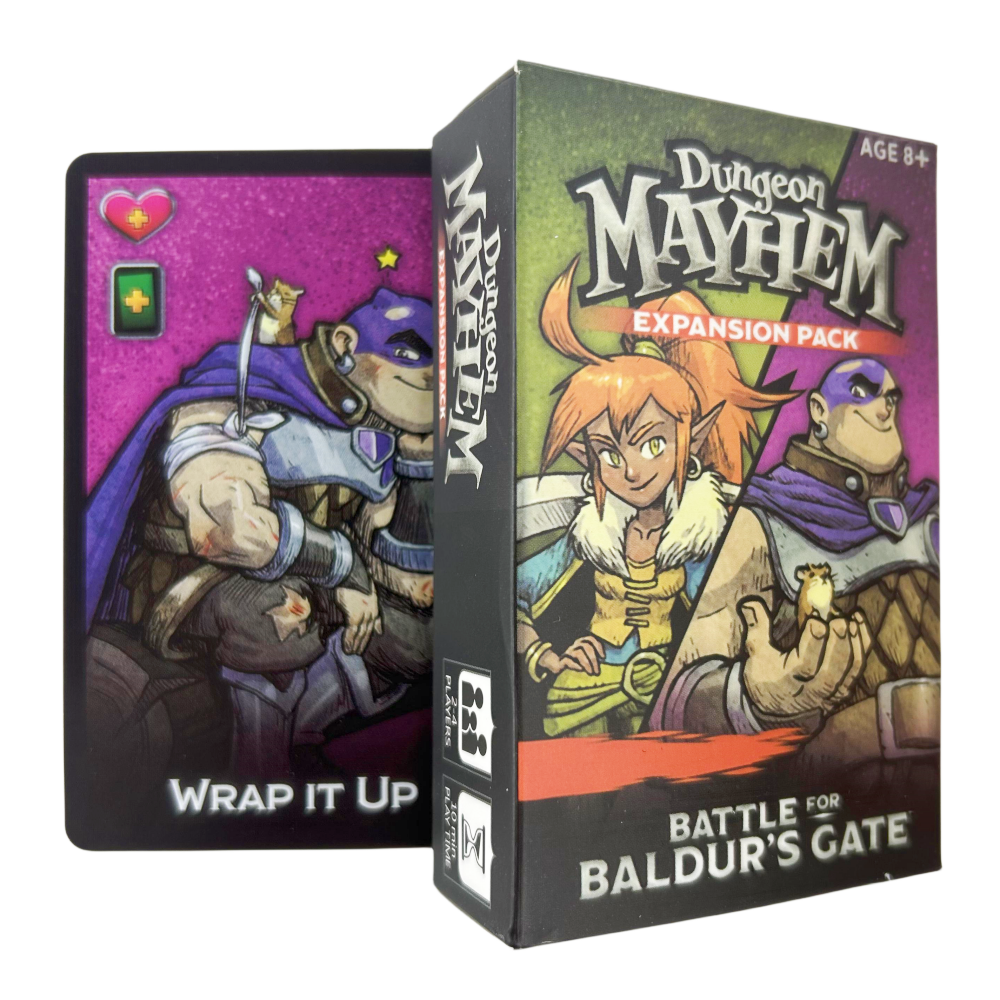 WRAP IT UP
Dungeon
MAYHEM
EXPANSION PACK
2-4
PLAYERS
10 min
PLAY TIME
AGE 8+
Dungeon
MAYHEM
EXPANSION PACK
BATTLE FOR
BALDUR'S GATE